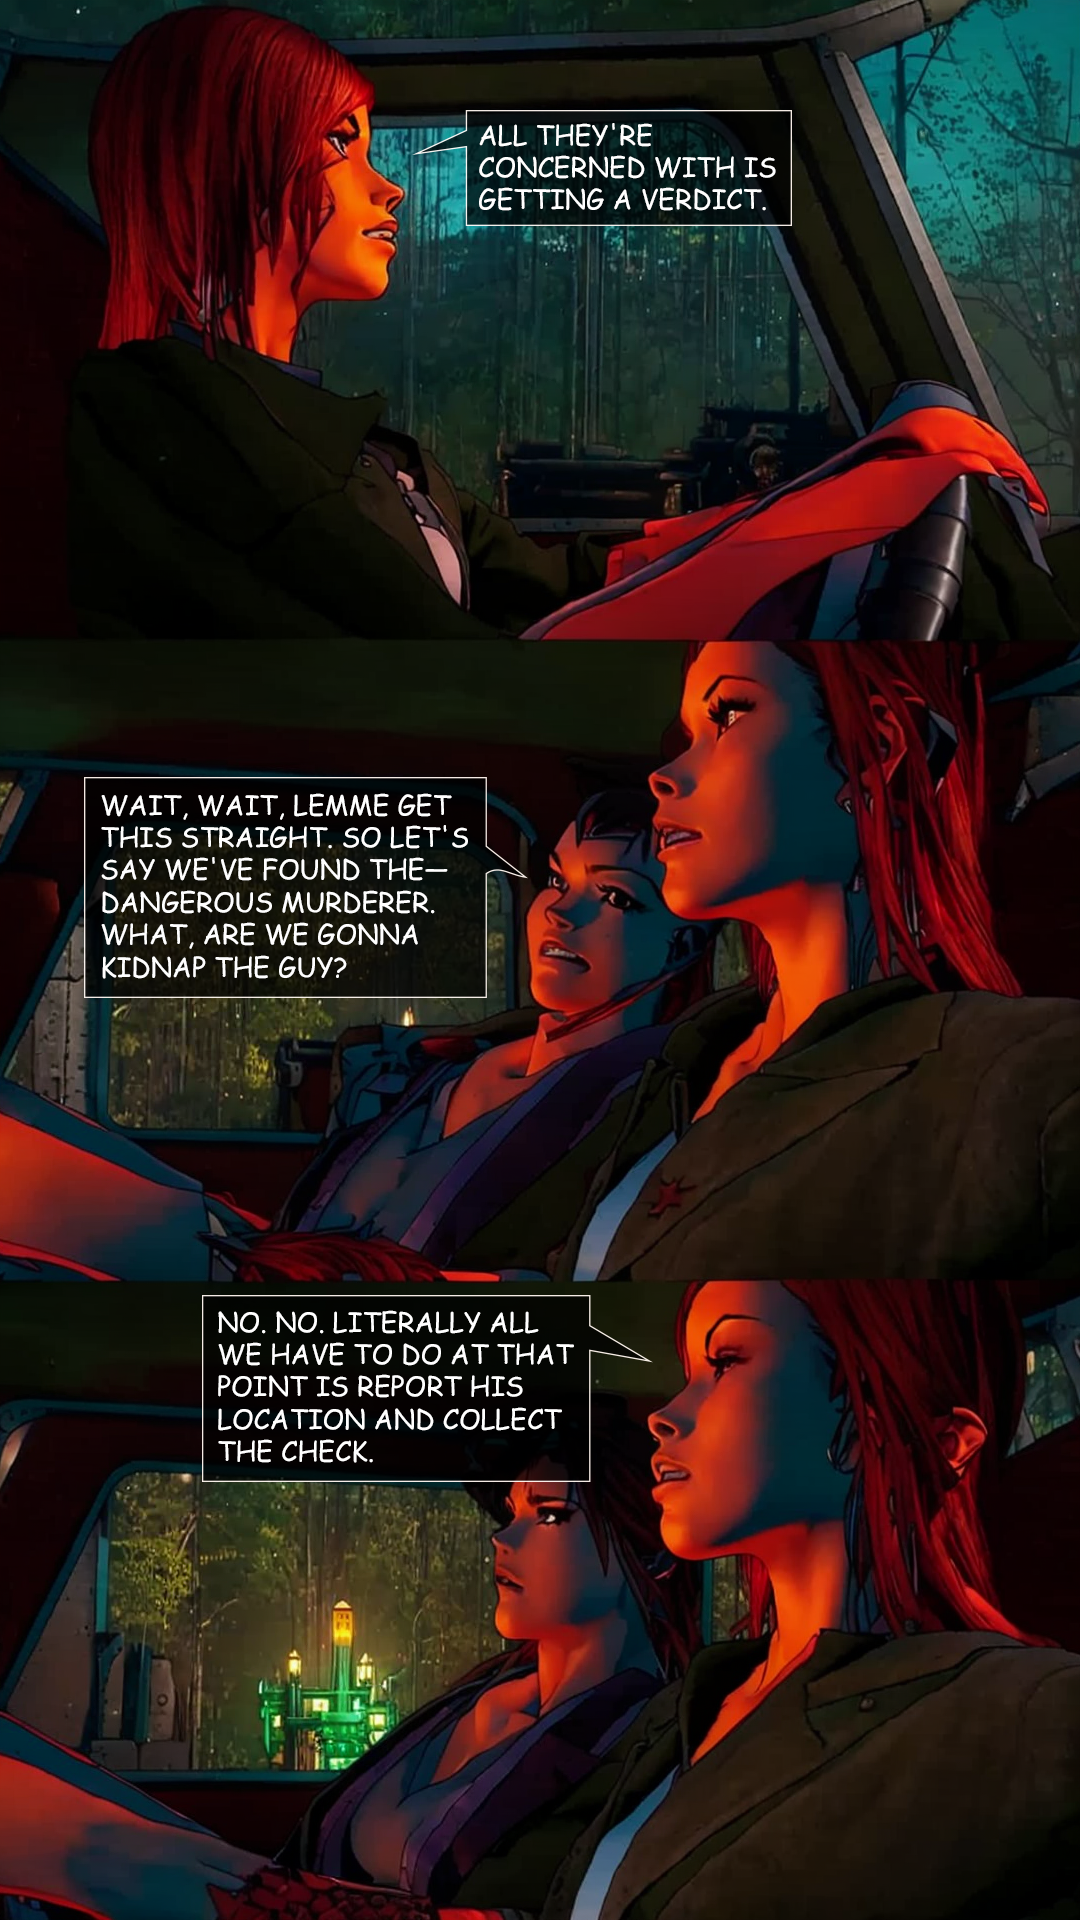 ALL THEY'RE
CONCERNED WITH IS
GETTING A VERDICT.
WAIT, WAIT, LEMME GET
THIS STRAIGHT. SO LET'S
SAY WE'VE FOUND THE—
DANGEROUS MURDERER.
WHAT, ARE WE GONNA
KIDNAP THE GUY?
NO. NO. LITERALLY ALL
WE HAVE TO DO AT THAT
POINT IS REPORT HIS
LOCATION AND COLLECT
THE CHECK.